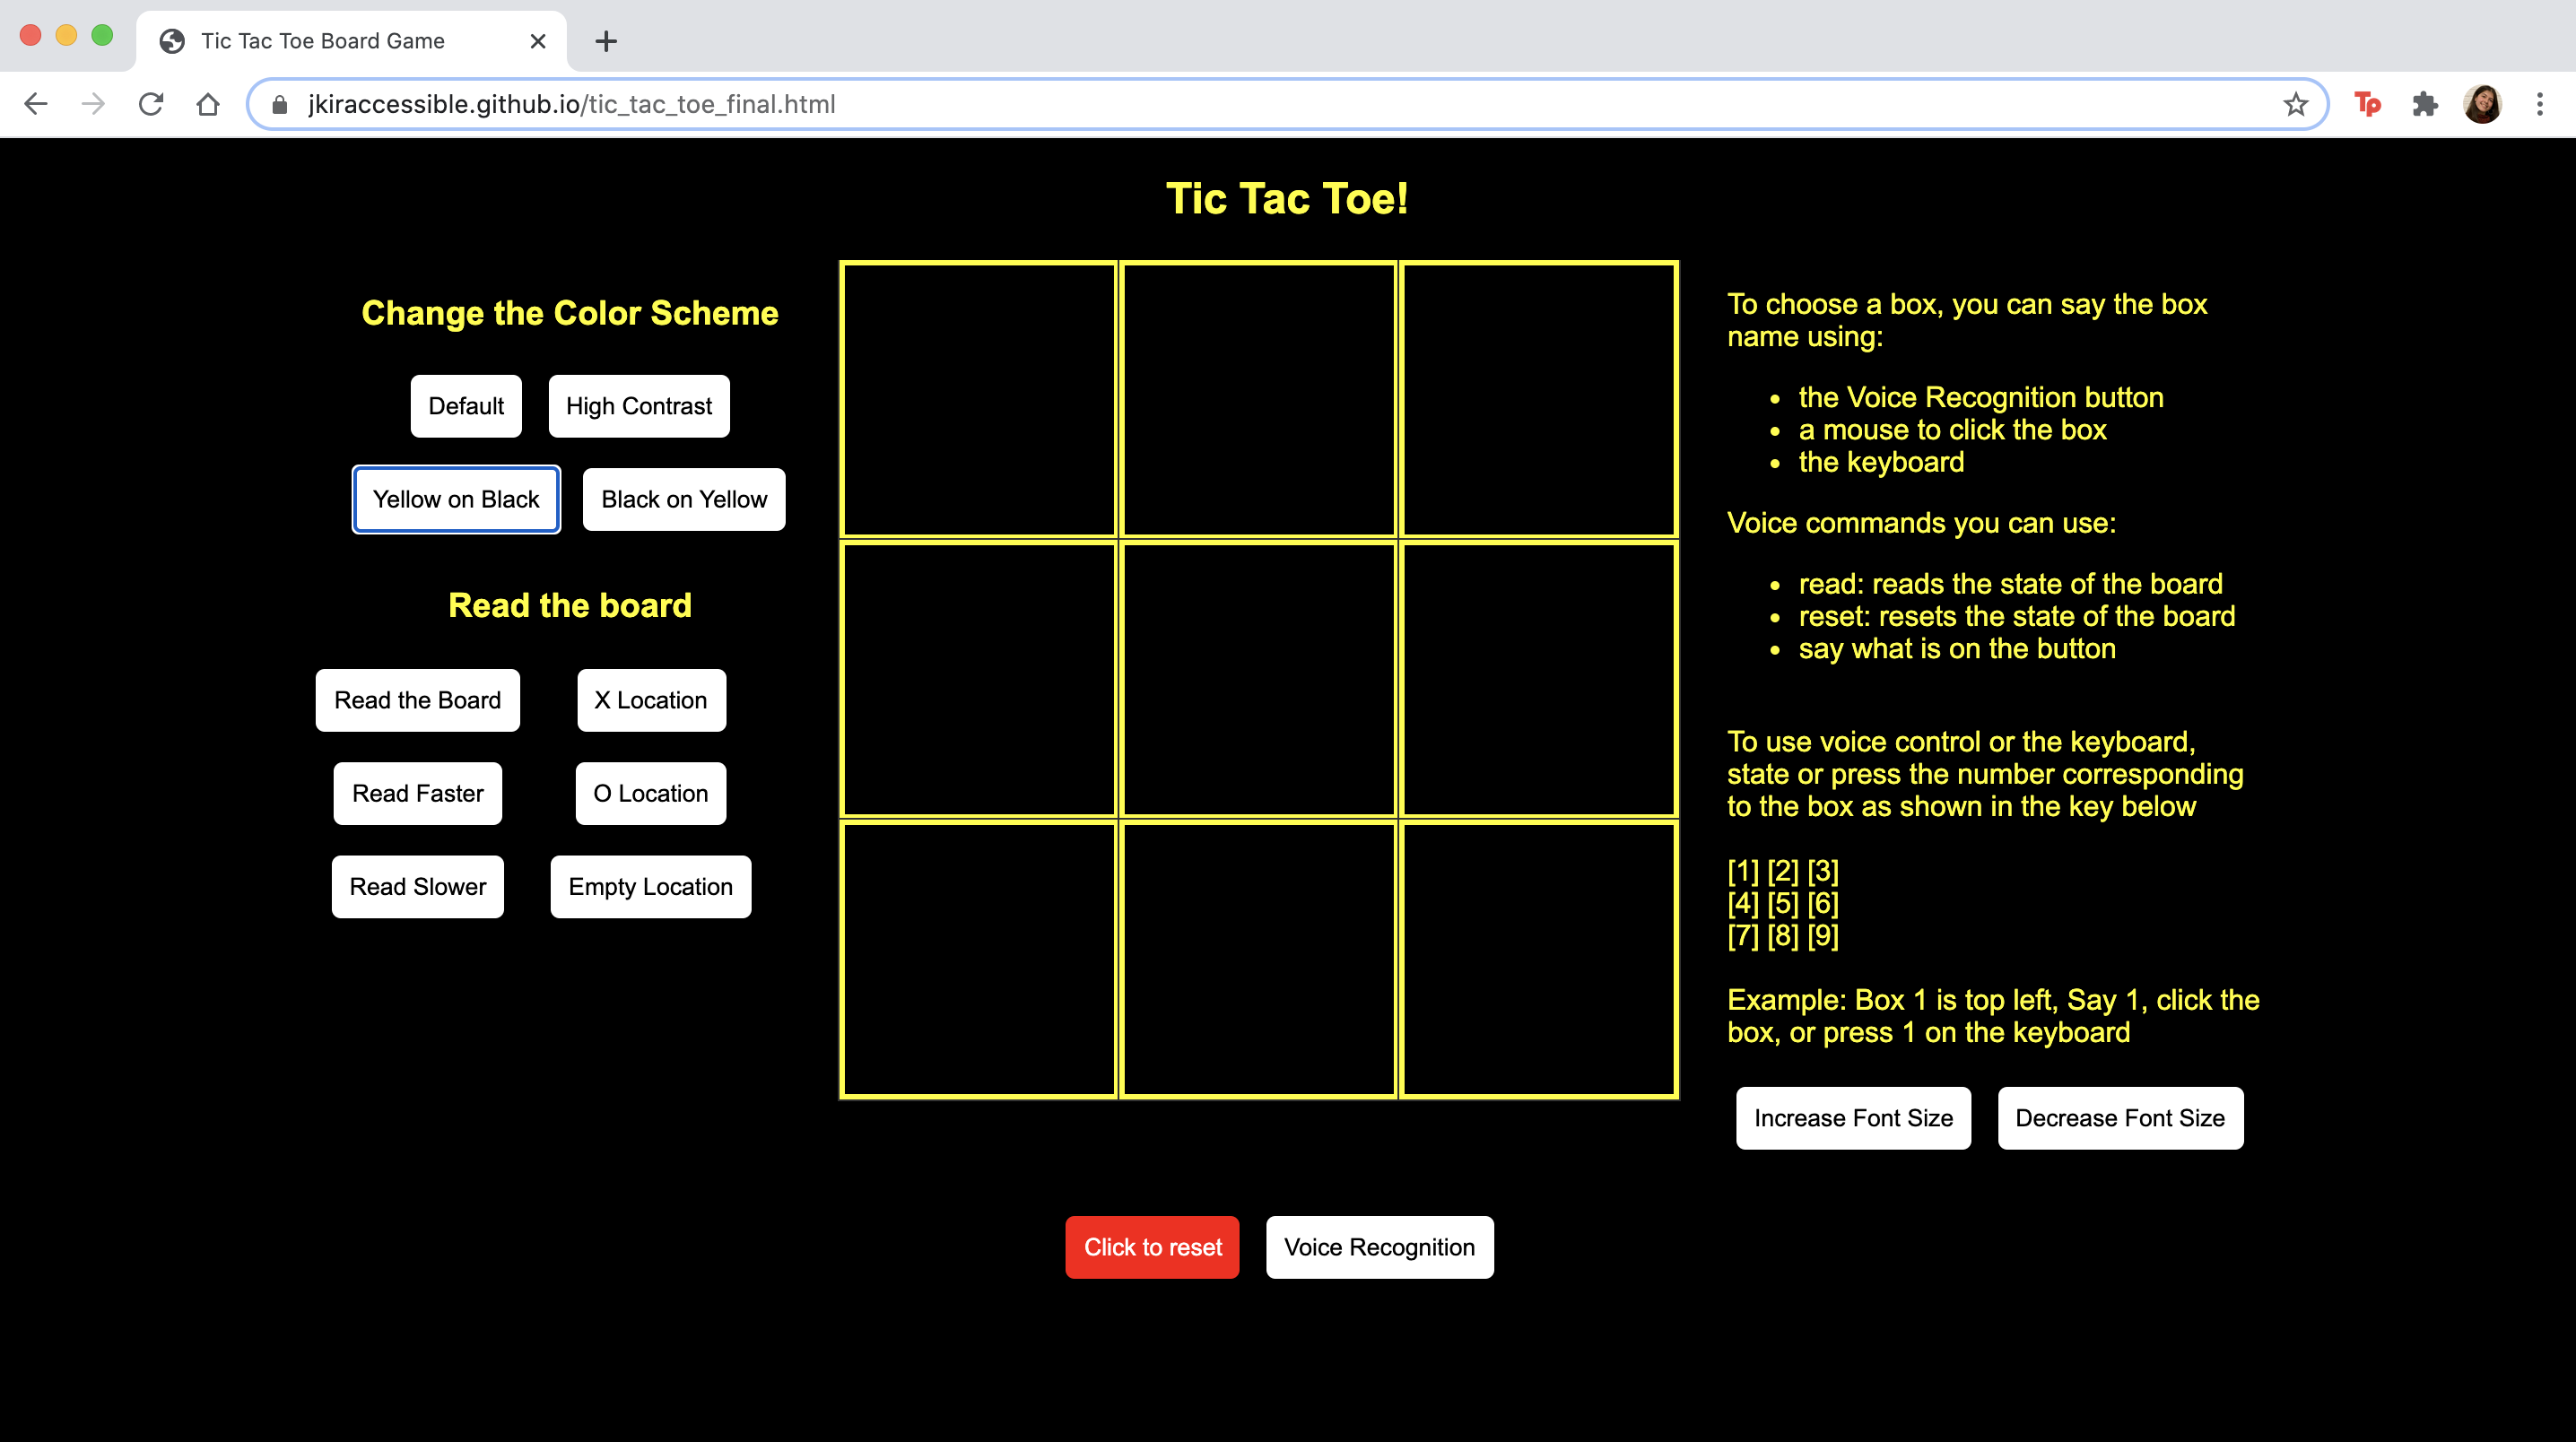 Tic Tac Toe Board Game
jkiraccessible.github.io/tic_tac_toe_final.html
Tp
Tic Tac Toe!
Change the Color Scheme
Default
High Contrast
Yellow on Black
Black on Yellow
Read the board
Read the Board
X Location
Read Faster
O Location
Read Slower
Empty Location
To choose a box, you can say the box
name using:
• the Voice Recognition button
• a mouse to click the box
• the keyboard
Voice commands you can use:
• read: reads the state of the board
• reset: resets the state of the board
• say what is on the button
To use voice control or the keyboard,
state or press the number corresponding
to the box as shown in the key below
[1] [2] [3]
[4] [5] [6]
[7] [8] [9]
Example: Box 1 is top left, Say 1, click the
box, or press 1 on the keyboard
Increase Font Size
Decrease Font Size
Click to reset
Voice Recognition